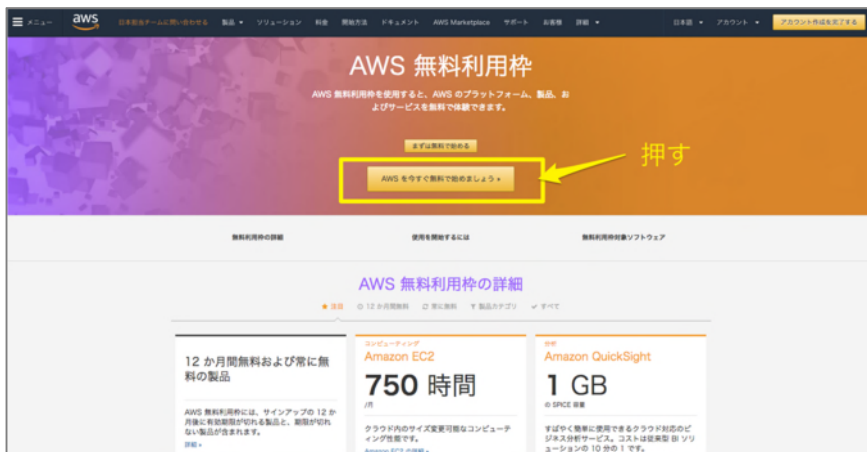 メニュー
aws
日本担当チームに問い合わせる 製品 ソリューション 料金 開始方法 ドキュメント AWS Marketplace サポート お客様 詳細 日本語 アカウント アカウント作成を完了する
AWS 無料利用枠
AWS 無料利用枠を使用すると、AWS のプラットフォーム、製品、お
よびサービスを無料で体験できます。
まずは無料で始める
AWS を今すぐ無料で始めましょう »
押す
無料利用枠の詳細 使用を開始するには 無料利用枠対象ソフトウェア
AWS 無料利用枠の詳細
注目 12 か月間無料 常に無料 製品カテゴリ すべて
12 か月間無料および常に無
料の製品
AWS 無料利用枠には、サインアップの 12 か
月後に有効期限が切れる製品と、期限が切れ
ない製品が含まれます。
詳細 »
コンピューティング
Amazon EC2
750 時間
/月
クラウド内のサイズ変更可能なコンピューテ
ィング性能です。
Amazon EC2 の詳細 »
分析
Amazon QuickSight
1 GB
の SPICE 容量
すばやく簡単に使用できるクラウド対応のビ
ジネス分析サービス。コストは従来型 BI ソリ
ューションの 10 分の 1 です。